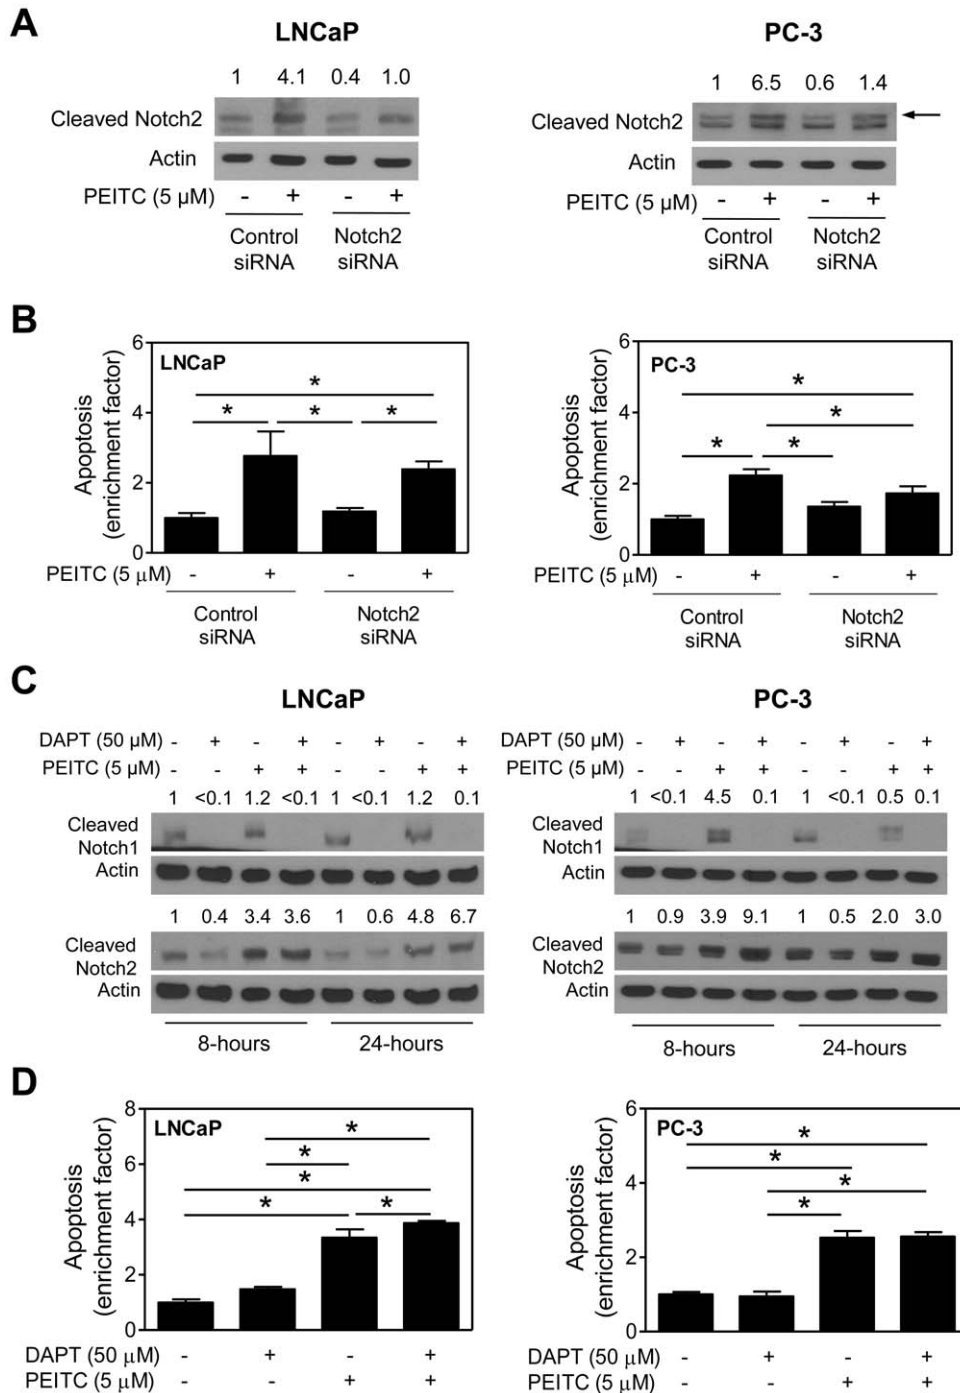 A
LNCaP
PC-3
1 4.1 0.4 1.0
1 6.5 0.6 1.4
Cleaved Notch2
Cleaved Notch2
Actin
Actin
PEITC (5 µM) - + - +
PEITC (5 µM) - + - +
Control siRNA
Notch2 siRNA
Control siRNA
Notch2 siRNA
B
Apoptosis
(enrichment factor)
6
4
2
0
LNCaP
* * * *
PEITC (5 µM) - + - +
Control siRNA
Notch2 siRNA
Apoptosis
(enrichment factor)
6
4
2
0
PC-3
* * * *
PEITC (5 µM) - + - +
Control siRNA
Notch2 siRNA
C
LNCaP
DAPT (50 µM) - + - + - + - +
PEITC (5 µM) - - + + - - + +
1 <0.1 1.2 <0.1 1 <0.1 1.2 0.1
Cleaved Notch1
Actin
1 0.4 3.4 3.6 1 0.6 4.8 6.7
Cleaved Notch2
Actin
8-hours 24-hours
PC-3
DAPT (50 µM) - + - + - + - +
PEITC (5 µM) - - + + - - + +
1 <0.1 4.5 0.1 1 <0.1 0.5 0.1
Cleaved Notch1
Actin
1 0.9 3.9 9.1 1 0.5 2.0 3.0
Cleaved Notch2
Actin
8-hours 24-hours
D
Apoptosis
(enrichment factor)
8
6
4
2
0
LNCaP
* * * * *
DAPT (50 µM) - + - +
PEITC (5 µM) - - + +
Apoptosis
(enrichment factor)
6
4
2
0
PC-3
* * * *
DAPT (50 µM) - + - +
PEITC (5 µM) - - + +